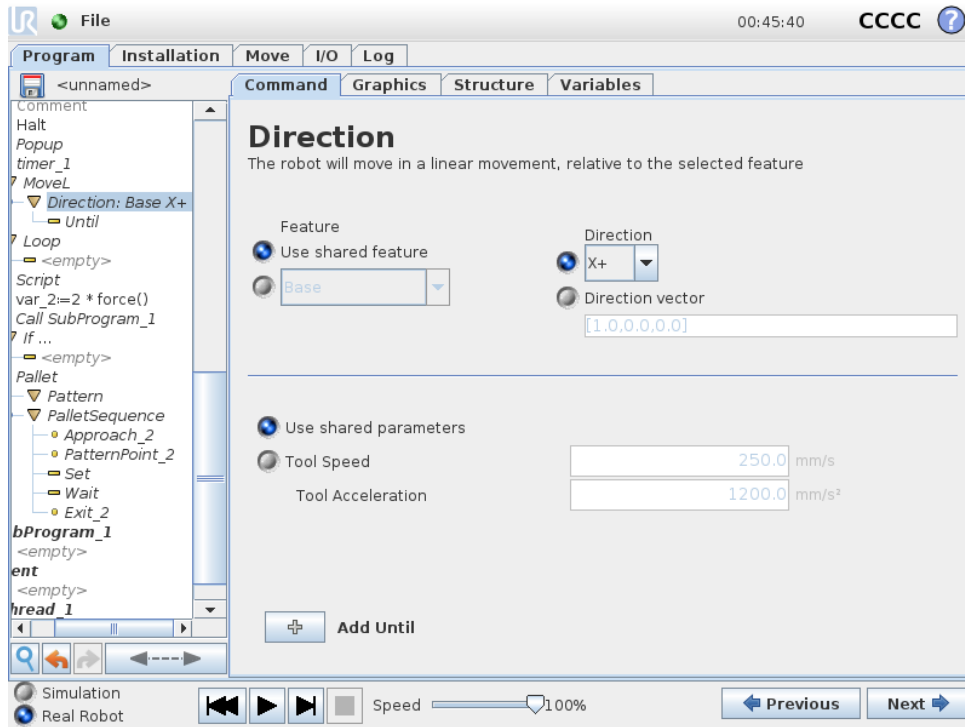 UR File 00:45:40 CCCC ?
Program Installation Move I/O Log
<unnamed> Command Graphics Structure Variables
Comment
Halt
Popup
timer_1
MoveL
Direction: Base X+
Until
Loop
<empty>
Script
var_2:=2 * force()
Call SubProgram_1
If ...
<empty>
Pallet
Pattern
PalletSequence
Approach_2
PatternPoint_2
Set
Wait
Exit_2
bProgram_1
<empty>
ent
<empty>
hread_1
Direction
The robot will move in a linear movement, relative to the selected feature
Feature
Use shared feature
Base
Direction
X+
Direction vector
[1.0,0.0,0.0]
Use shared parameters
Tool Speed 250.0 mm/s
Tool Acceleration 1200.0 mm/s²
Add Until
Simulation
Real Robot
Speed 100%
Previous Next